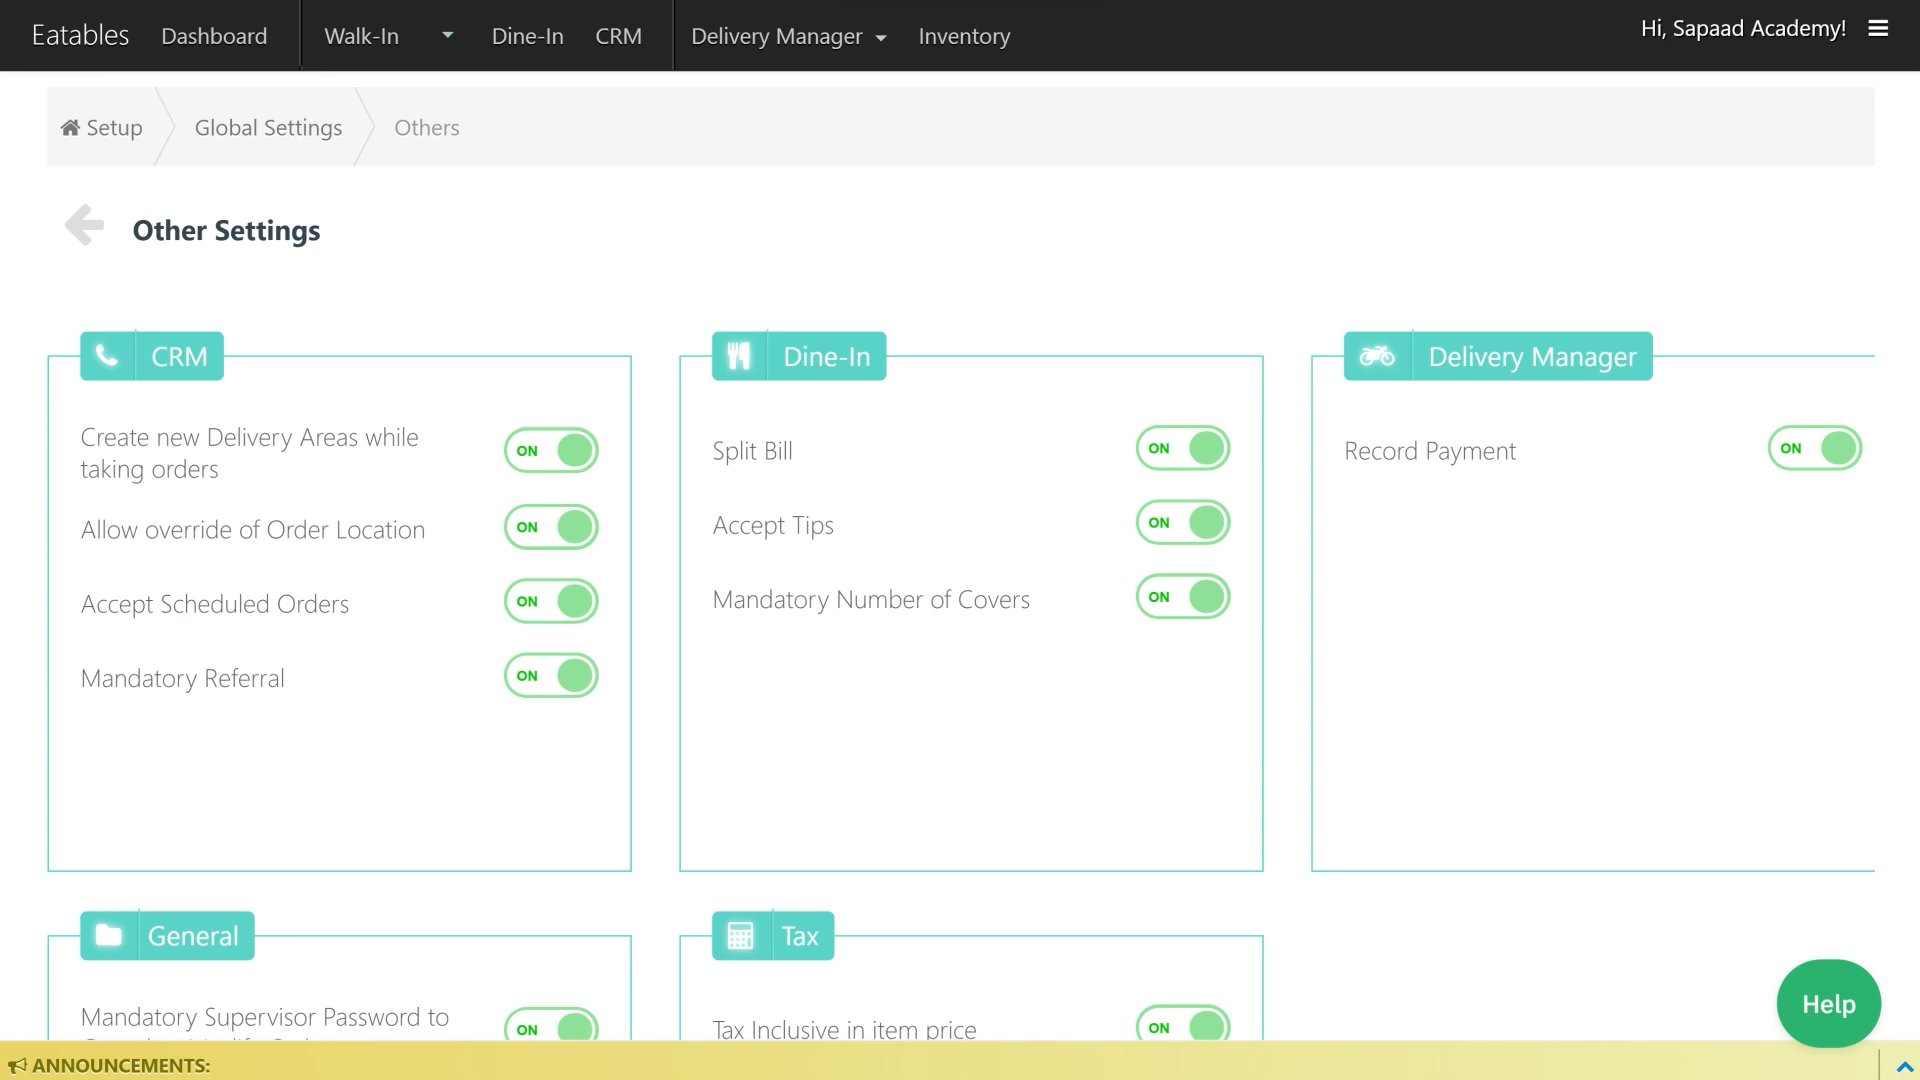 Eatables Dashboard Walk-In Dine-In CRM Delivery Manager Inventory Hi, Sapaad Academy!
Setup Global Settings Others
Other Settings
CRM
Create new Delivery Areas while
taking orders ON
Allow override of Order Location ON
Accept Scheduled Orders ON
Mandatory Referral ON
Dine-In
Split Bill ON
Accept Tips ON
Mandatory Number of Covers ON
Delivery Manager
Record Payment ON
General
Mandatory Supervisor Password to
ON
Tax
Tax Inclusive in item price ON
Help
ANNOUNCEMENTS: